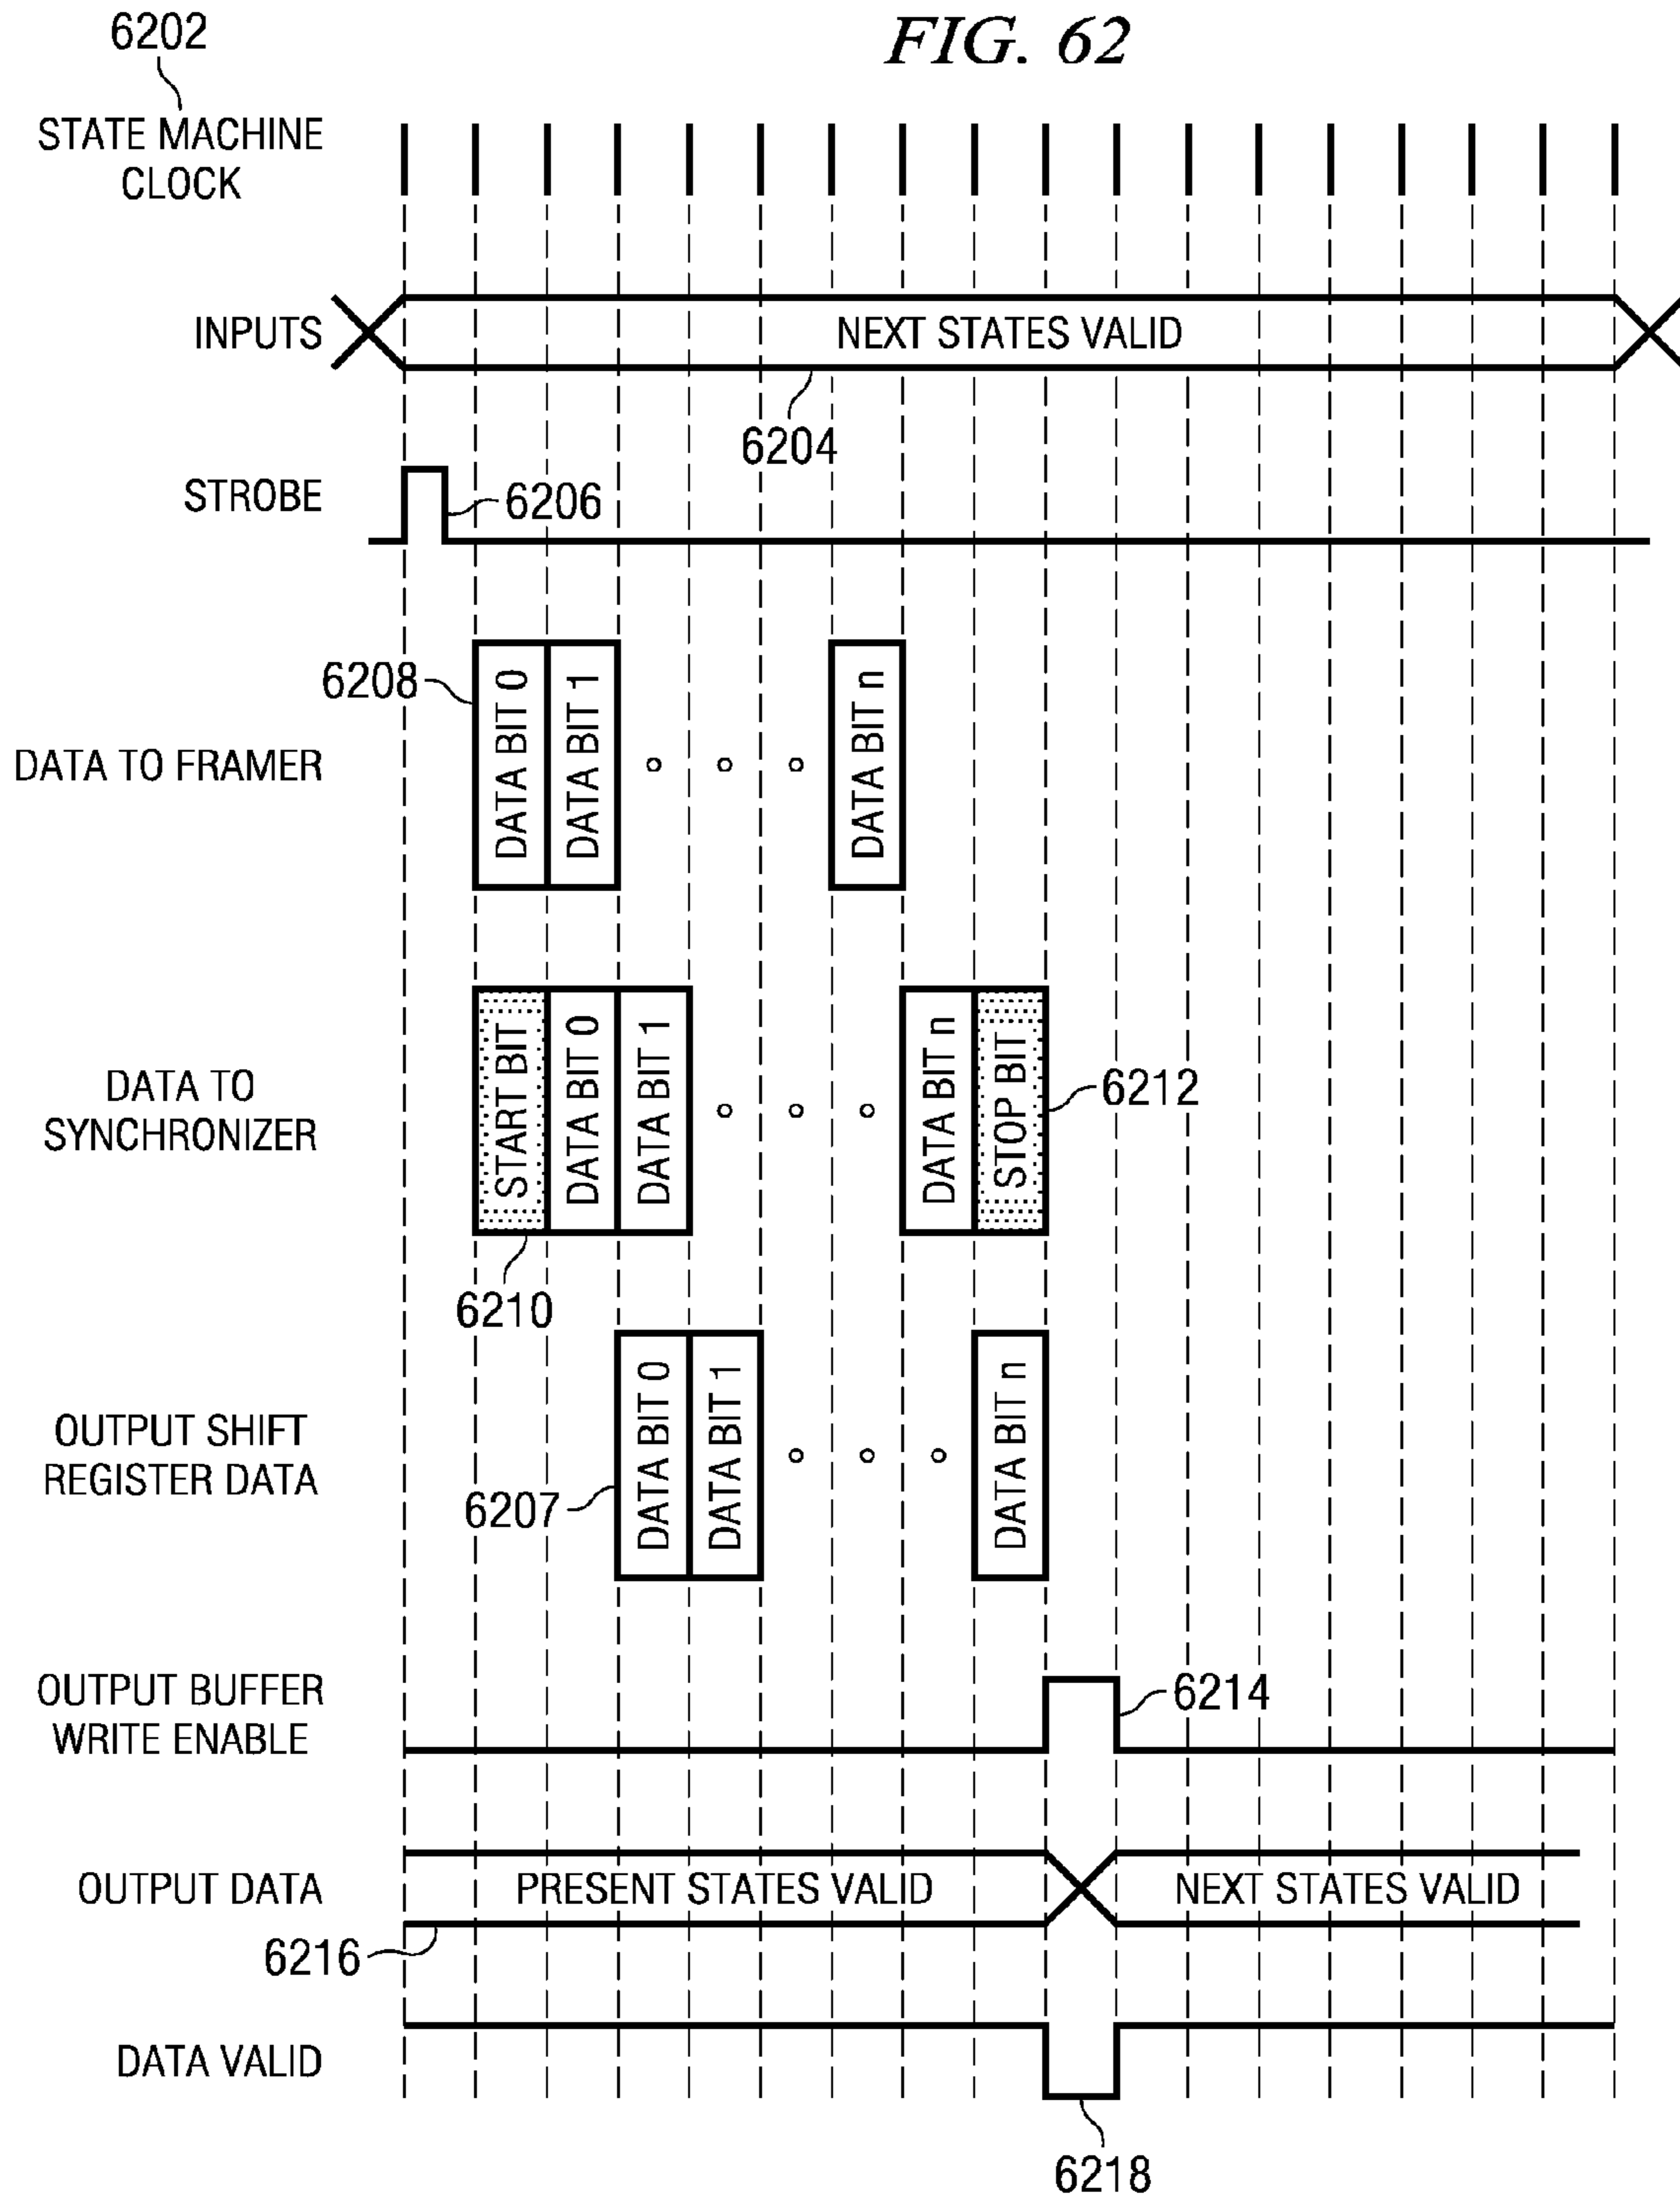 FIG. 62
6202
STATE MACHINE
CLOCK
INPUTS
NEXT STATES VALID
6204
STROBE
6206
6208
DATA TO FRAMER
DATA BIT 0
DATA BIT 1
DATA BIT n
DATA TO
SYNCHRONIZER
START BIT
DATA BIT 0
DATA BIT 1
DATA BIT n
STOP BIT
6212
6210
OUTPUT SHIFT
REGISTER DATA
6207
DATA BIT 0
DATA BIT 1
DATA BIT n
OUTPUT BUFFER
WRITE ENABLE
6214
OUTPUT DATA
PRESENT STATES VALID
NEXT STATES VALID
6216
DATA VALID
6218